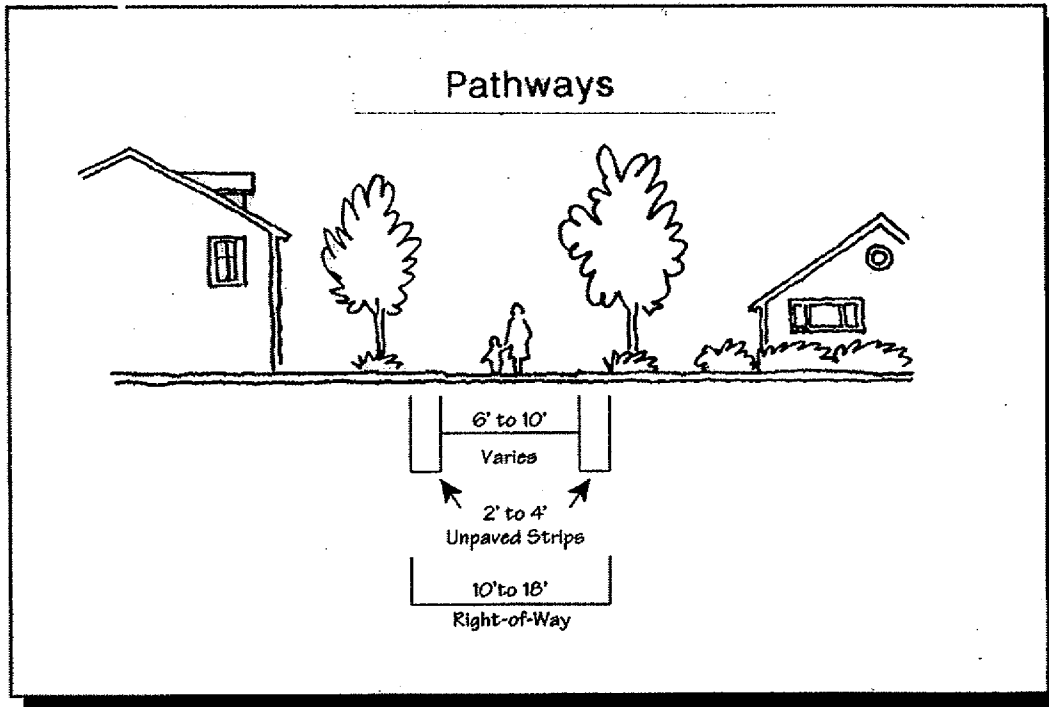 Pathways
6' to 10'
Varies
2' to 4'
Unpaved Strips
10'to 18'
Right-of-Way